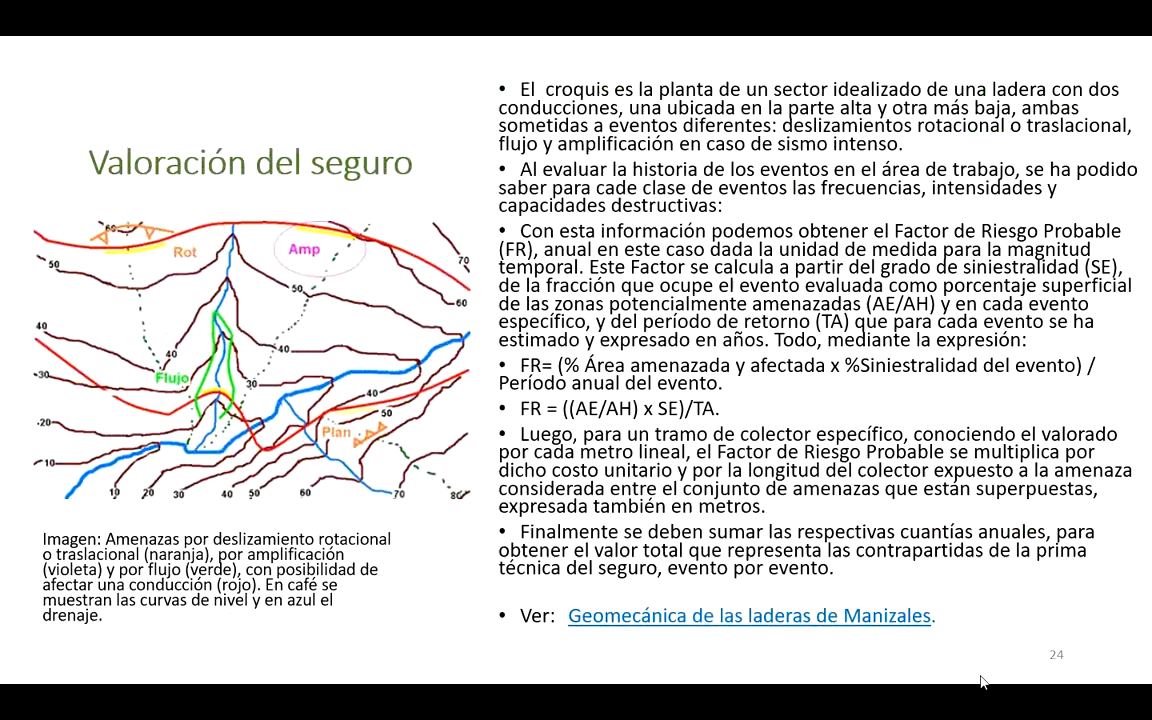 Valoración del seguro
60
Rot
Amp
50
70
50
60
40
40
40
Flujo
30
30
40
50
-20
Plan
10
10
20
30
40
50
60
70
80
Imagen: Amenazas por deslizamiento rotacional
o traslacional (naranja), por amplificación
(violeta) y por flujo (verde), con posibilidad de
afectar una conducción (rojo). En café se
muestran las curvas de nivel y en azul el
drenaje.
• El croquis es la planta de un sector idealizado de una ladera con dos
conducciones, una ubicada en la parte alta y otra más baja, ambas
sometidas a eventos diferentes: deslizamientos rotacional o traslacional,
flujo y amplificación en caso de sismo intenso.
• Al evaluar la historia de los eventos en el área de trabajo, se ha podido
saber para cade clase de eventos las frecuencias, intensidades y
capacidades destructivas:
• Con esta información podemos obtener el Factor de Riesgo Probable
(FR), anual en este caso dada la unidad de medida para la magnitud
temporal. Este Factor se calcula a partir del grado de siniestralidad (SE),
de la fracción que ocupe el evento evaluada como porcentaje superficial
de las zonas potencialmente amenazadas (AE/AH) y en cada evento
específico, y del período de retorno (TA) que para cada evento se ha
estimado y expresado en años. Todo, mediante la expresión:
• FR= (% Área amenazada y afectada x %Siniestralidad del evento) /
Período anual del evento.
• FR = ((AE/AH) x SE)/TA.
• Luego, para un tramo de colector específico, conociendo el valorado
por cada metro lineal, el Factor de Riesgo Probable se multiplica por
dicho costo unitario y por la longitud del colector expuesto a la amenaza
considerada entre el conjunto de amenazas que están superpuestas,
expresada también en metros.
• Finalmente se deben sumar las respectivas cuantías anuales, para
obtener el valor total que representa las contrapartidas de la prima
técnica del seguro, evento por evento.
• Ver: Geomecánica de las laderas de Manizales.
24